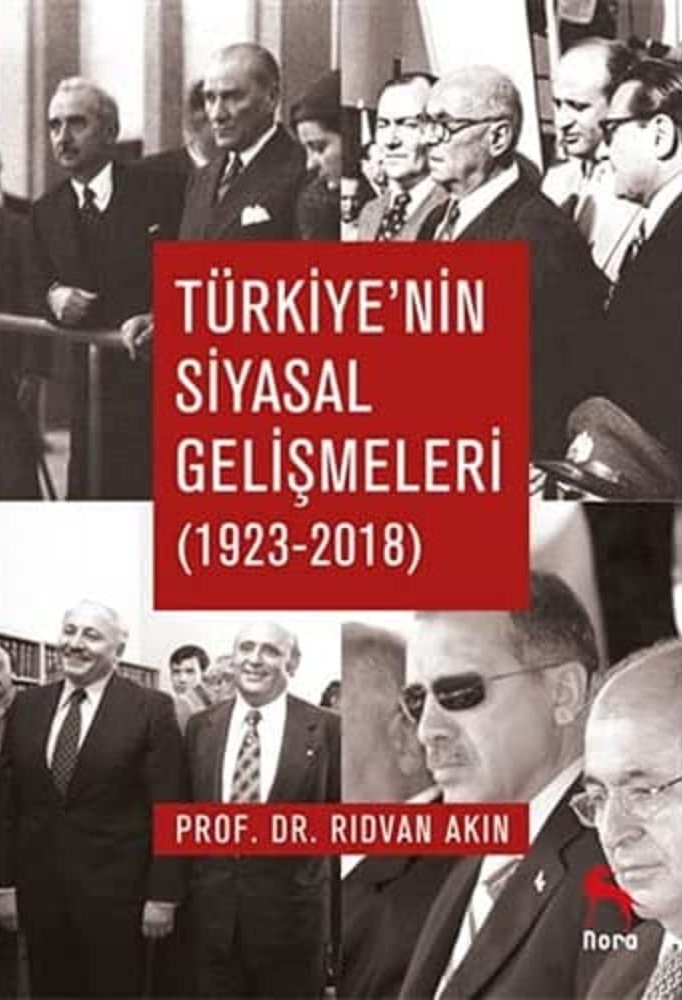 TÜRKİYE'NİN
SİYASAL
GELİŞMELERİ
(1923-2018)
PROF. DR. RIDVAN AKIN
Nora